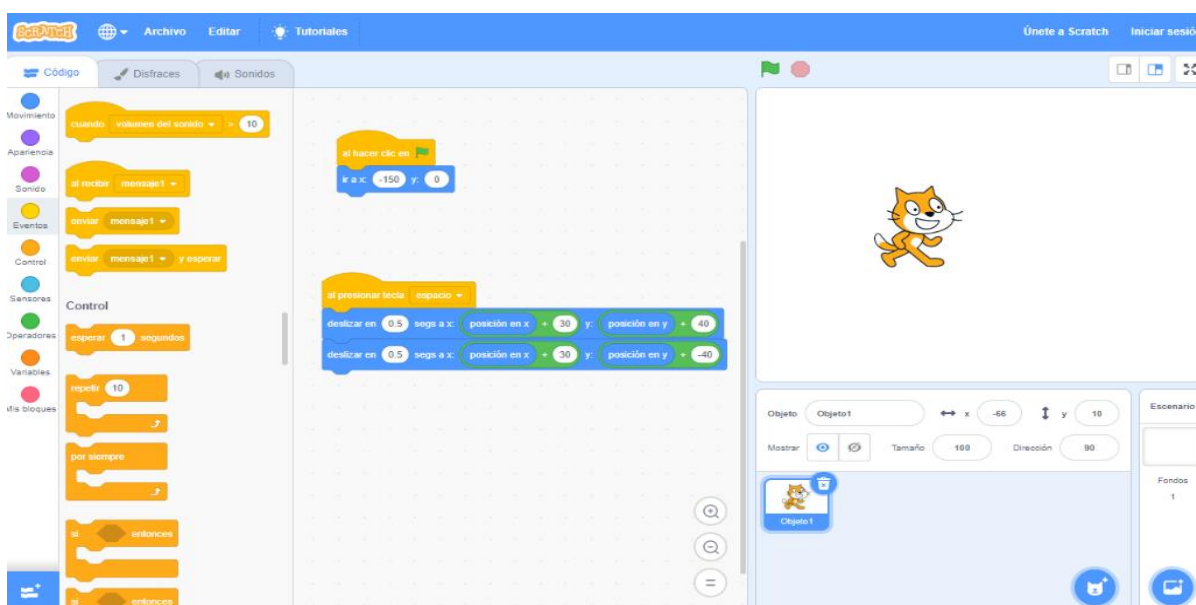 SCRATCH Archivo Editar Tutoriales Únete a Scratch Iniciar sesió
Código Disfraces Sonidos
Movimiento
Apariencia
Sonido
Eventos
Control
Sensores
Operadores
Variables
Mis bloques
cuando volumen del sonido > 10
al recibir mensaje1
enviar mensaje1
enviar mensaje1 y esperar
Control
esperar 1 segundos
repetir 10
por siempre
si entonces
si entonces
al hacer clic en
ir a x: -150 y: 0
al presionar tecla espacio
deslizar en 0.5 segs a x: posición en x + 30 y: posición en y + 40
deslizar en 0.5 segs a x: posición en x + 30 y: posición en y + -40
Objeto Objeto1 x -66 y 10
Mostrar Tamaño 100 Dirección 90
Objeto1
Escenario
Fondos
1